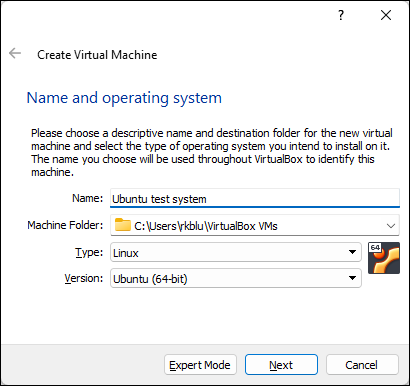 ?
Create Virtual Machine
Name and operating system
Please choose a descriptive name and destination folder for the new virtual
machine and select the type of operating system you intend to install on it.
The name you choose will be used throughout VirtualBox to identify this
machine.
Name: Ubuntu test system
Machine Folder: C:\Users\rkblu\VirtualBox VMs
Type: Linux
64
Version: Ubuntu (64-bit)
Expert Mode Next Cancel